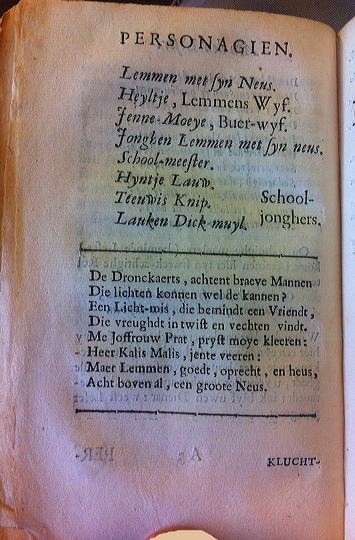 PERSONAGIEN.
Lemmen met syn Neus.
Heyltje, Lemmens Wyf.
Jenne-Moeye, Buer-wyf.
Jonghen Lemmen met syn neus.
School-meester.
Hyntje Lauw.
Teeuwis Knip. School-
Lauken Dick-muyl. jonghers.
De Dronckaerts, achtent braeve Mannen
Die lichten konnen wel de kannen?
Een Licht-mis, die bemindt een Vriendt,
Die vreughdt in twist en vechten vindt.
Me Joffrouw Prat, pryst moye kleeren:
Heer Kalis Malis, jente veeren:
Maer Lemmen, goedt, oprecht, en heus,
Acht boven al, een groote Neus.
KLUCHT-